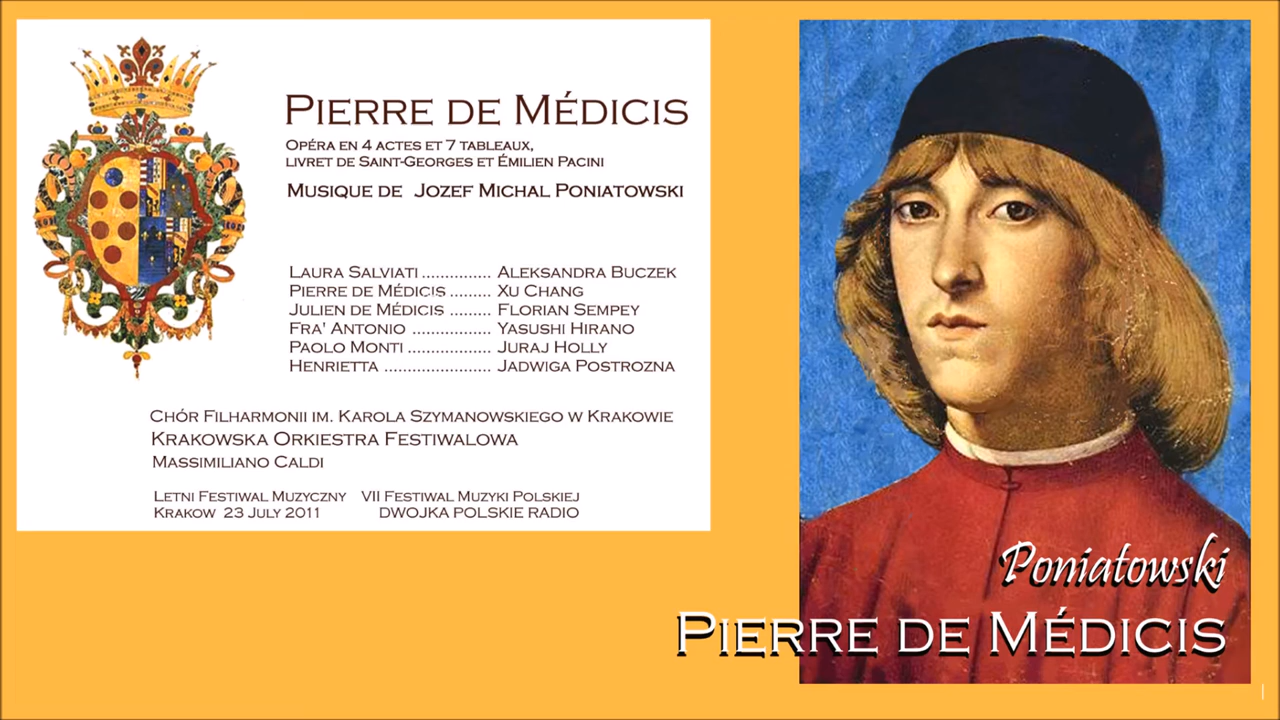 PIERRE DE MÉDICIS
OPÉRA EN 4 ACTES ET 7 TABLEAUX,
LIVRET DE SAINT-GEORGES ET ÉMILIEN PACINI
MUSIQUE DE JOZEF MICHAL PONIATOWSKI
LAURA SALVIATI .............. ALEKSANDRA BUCZEK
PIERRE DE MÉDICIS ......... XU CHANG
JULIEN DE MÉDICIS ......... FLORIAN SEMPEY
FRA' ANTONIO ................ YASUSHI HIRANO
PAOLO MONTI ................. JURAJ HOLLY
HENRIETTA ...................... JADWIGA POSTROZNA
CHÓR FILHARMONII IM. KAROLA SZYMANOWSKIEGO W KRAKOWIE
KRAKOWSKA ORKIESTRA FESTIWALOWA
MASSIMILIANO CALDI
LETNI FESTIWAL MUZYCZNY VII FESTIWAL MUZYKI POLSKIEJ
KRAKOW 23 JULY 2011 DWOJKA POLSKIE RADIO
Poniatowski
PIERRE DE MÉDICIS